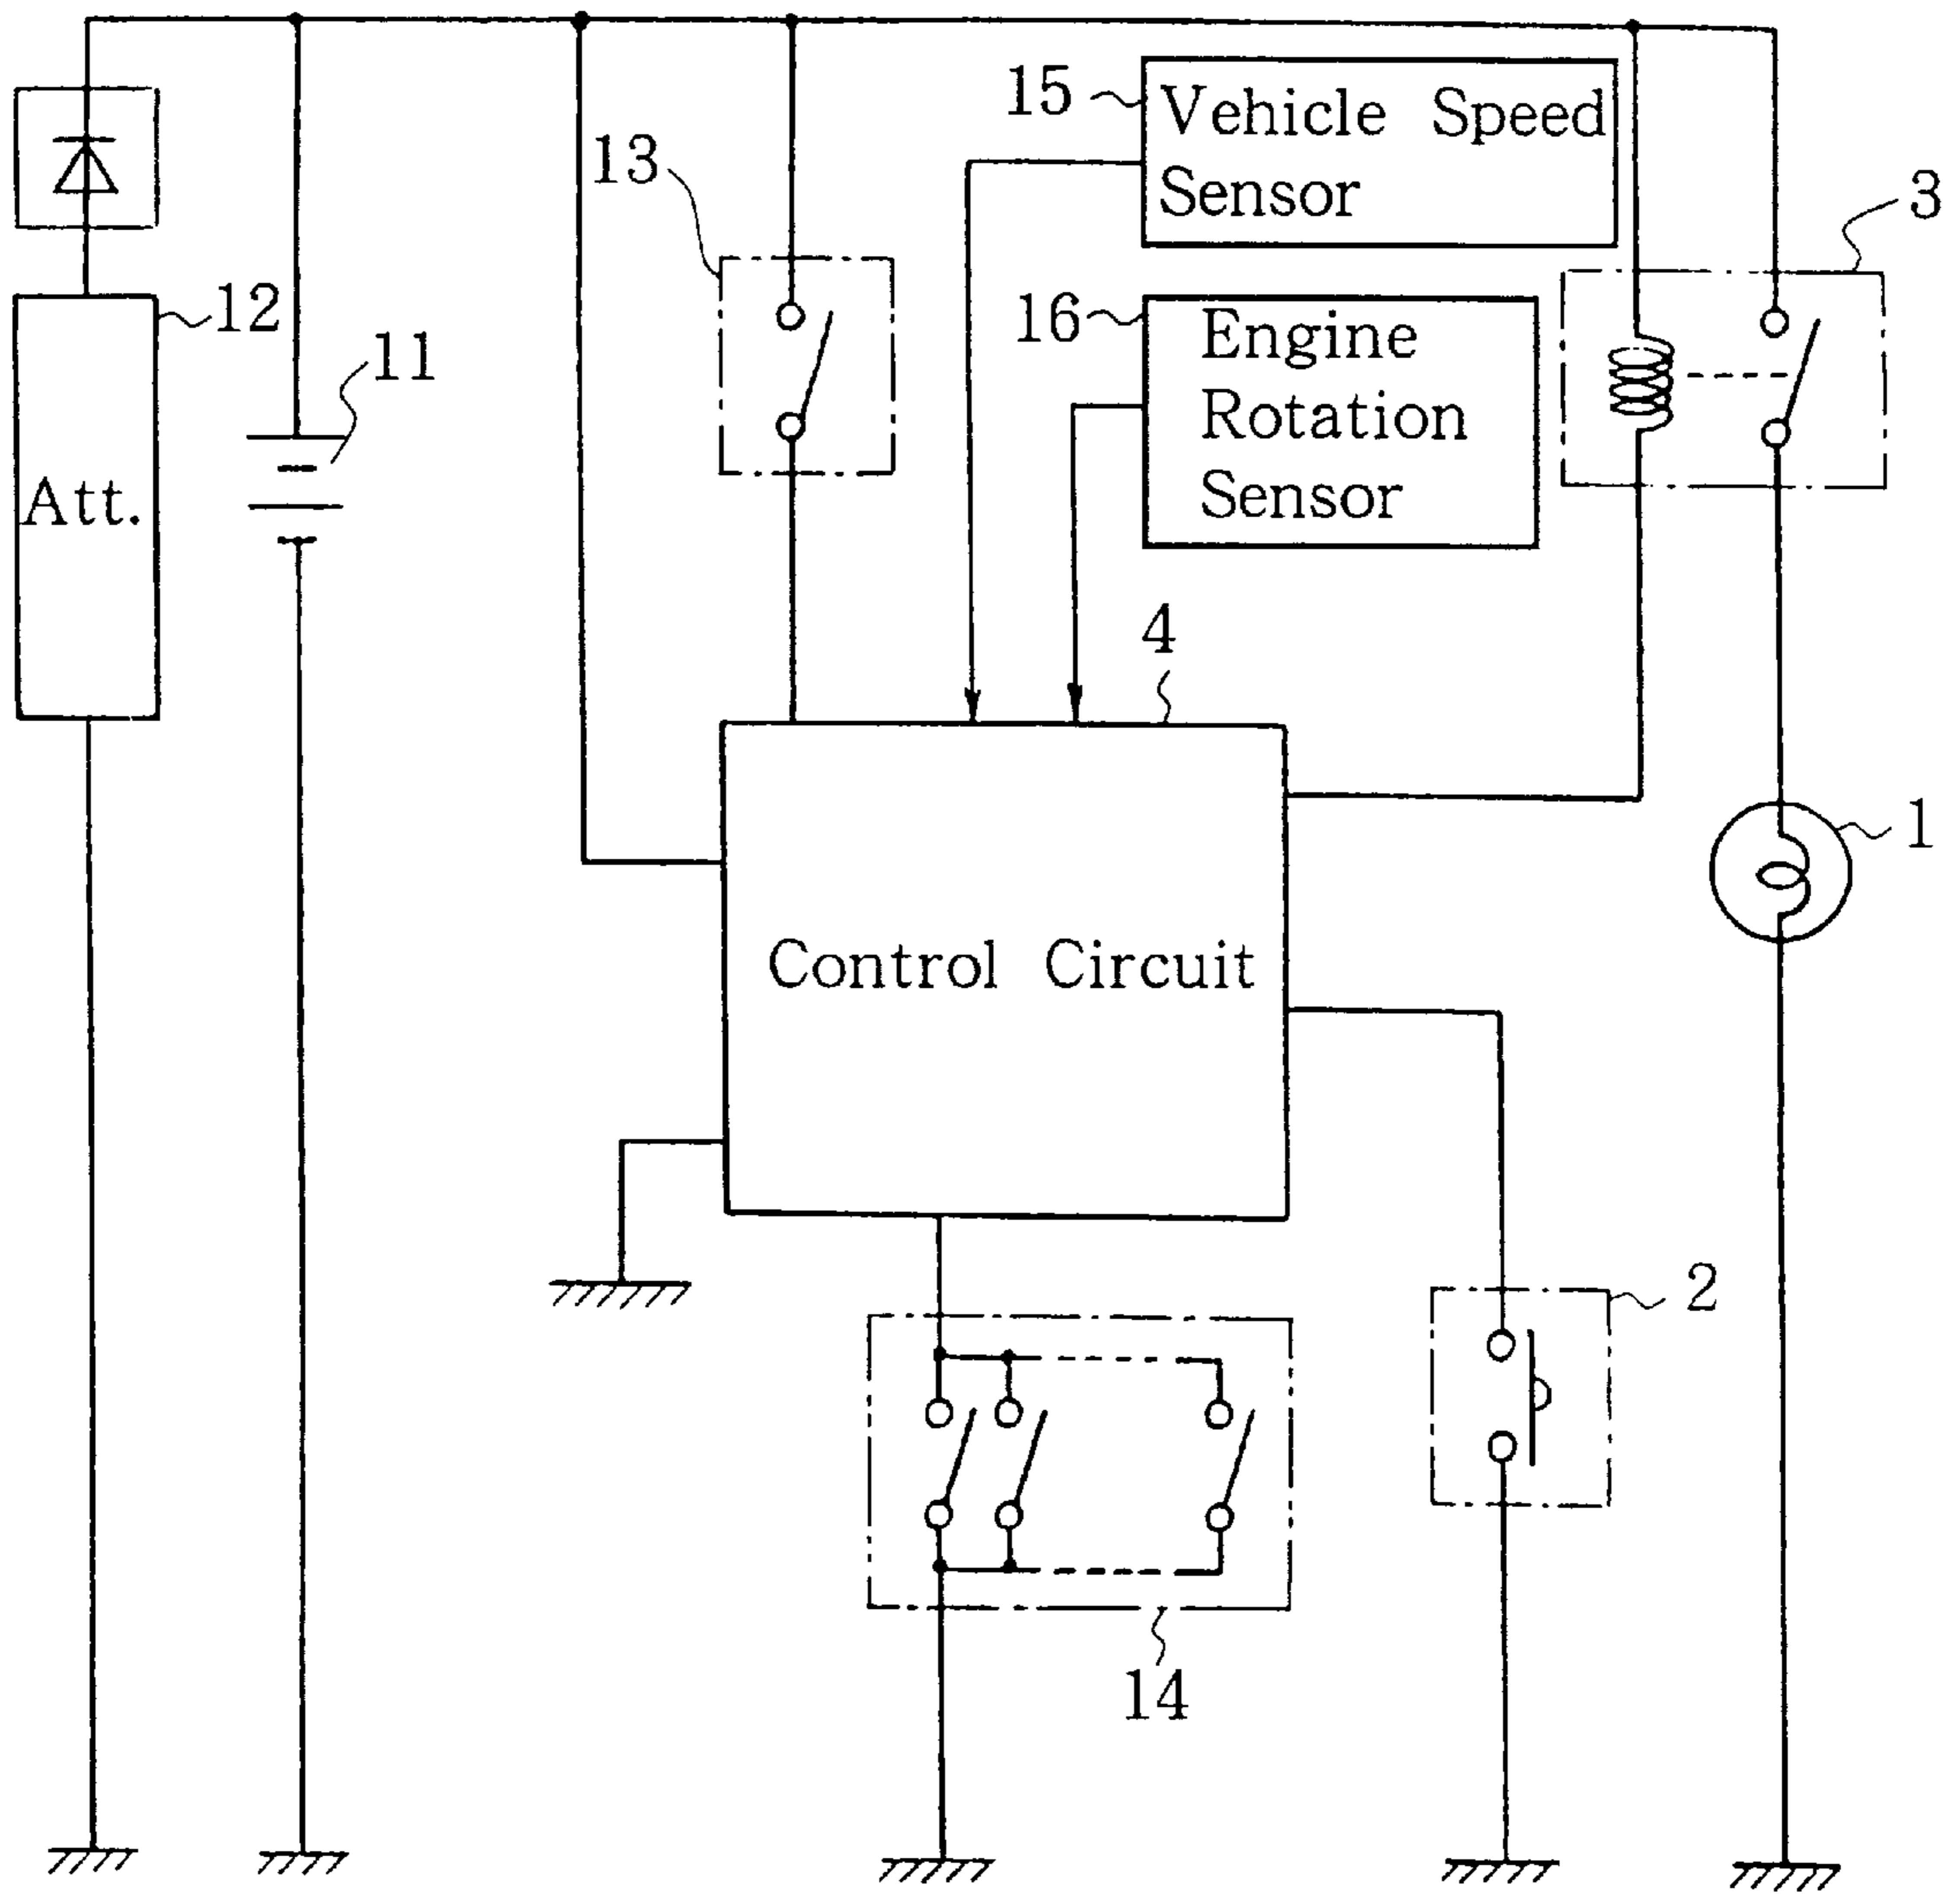 15
Vehicle Speed
Sensor
13
3
12
16
Engine
Rotation
Sensor
11
Att.
4
1
Control Circuit
2
14